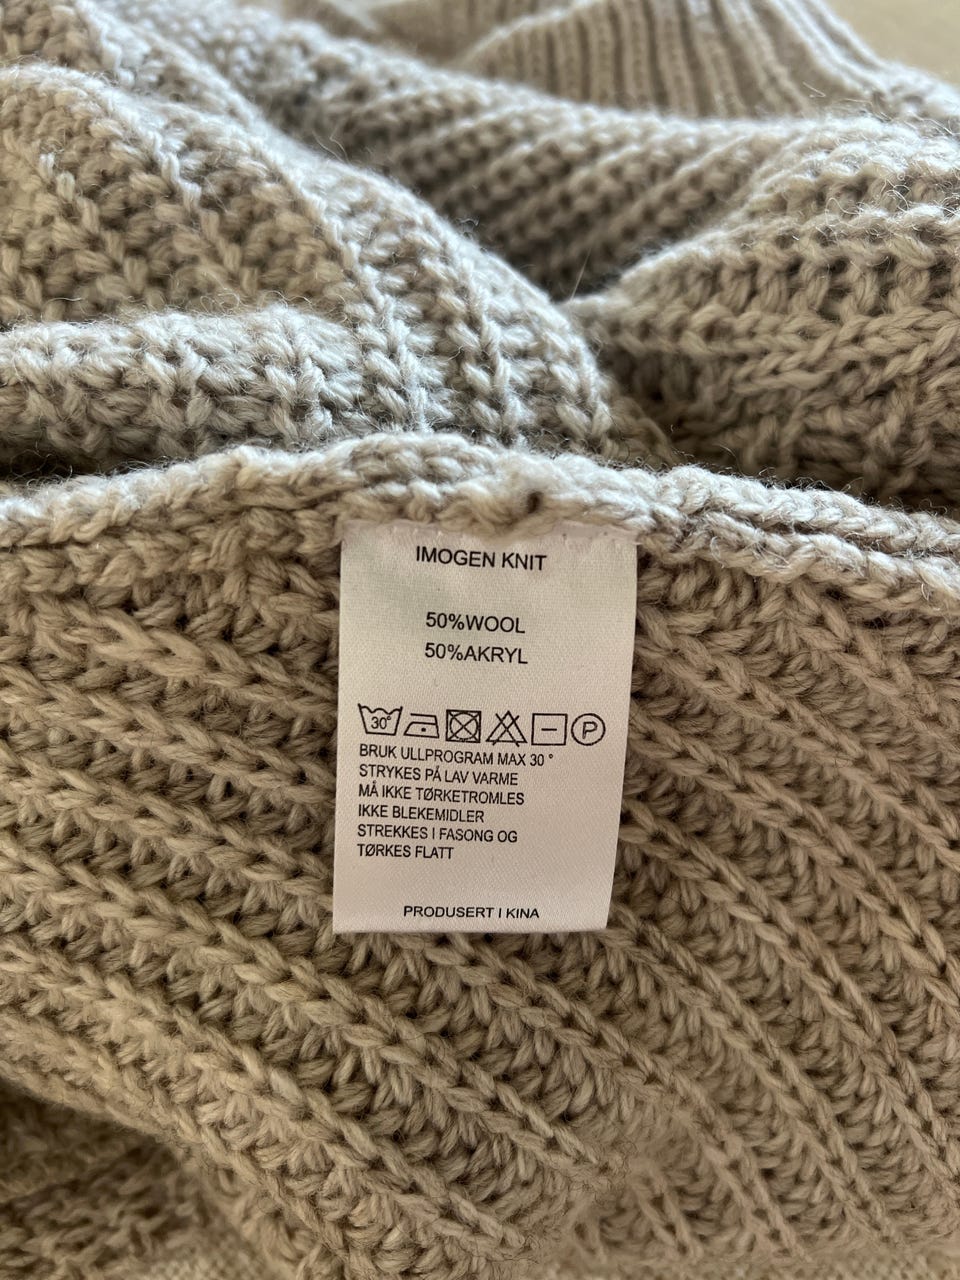 IMOGEN KNIT
50%WOOL
50%AKRYL
30° P
BRUK ULLPROGRAM MAX 30 °
STRYKES PÅ LAV VARME
MÅ IKKE TØRKETROMLES
IKKE BLEKEMIDLER
STREKKES I FASONG OG
TØRKES FLATT
PRODUSERT I KINA